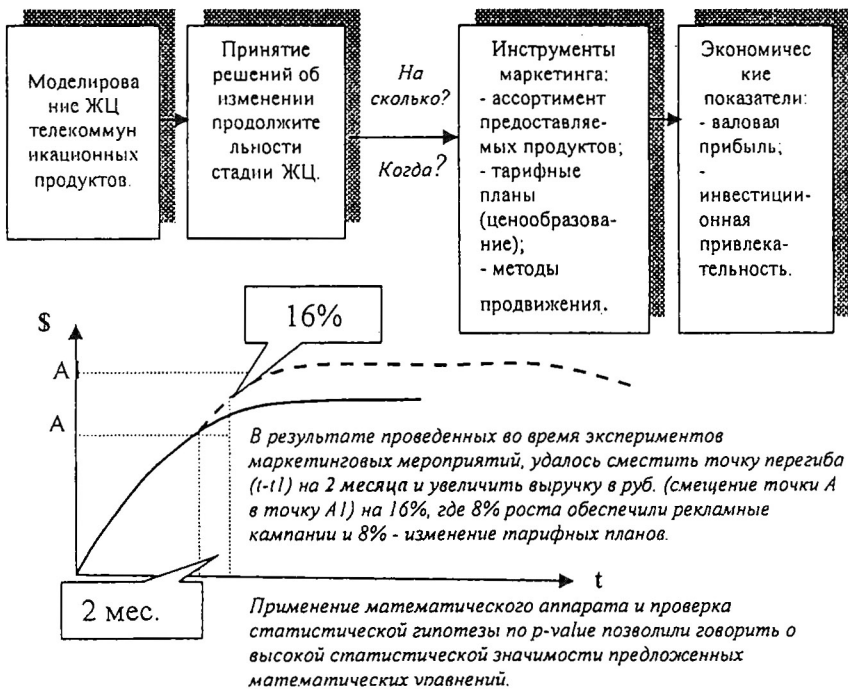 Моделирова
ние ЖЦ
телекоммун
икационных
продуктов.
Принятие
решений об
изменении
продолжите
льности
стадии ЖЦ.
На
сколько?
Когда?
Инструменты
маркетинга:
- ассортимент
предоставляе-
мых продуктов;
- тарифные
планы
(ценообразова-
ние);
- методы
продвижения.
Экономичес
кие
показатели:
- валовая
прибыль;
-
инвестиции-
онная
привлека-
тельность.
$
16%
A
A
В результате проведенных во время экспериментов
маркетинговых мероприятий, удалось сместить точку перегиба
(t-t1) на 2 месяца и увеличить выручку в руб. (смещение точки А
в точку А1) на 16%, где 8% роста обеспечили рекламные
кампании и 8% - изменение тарифных планов.
t
2 мес.
Применение математического аппарата и проверка
статистической гипотезы по p-value позволили говорить о
высокой статистической значимости предложенных
математических уравнений.